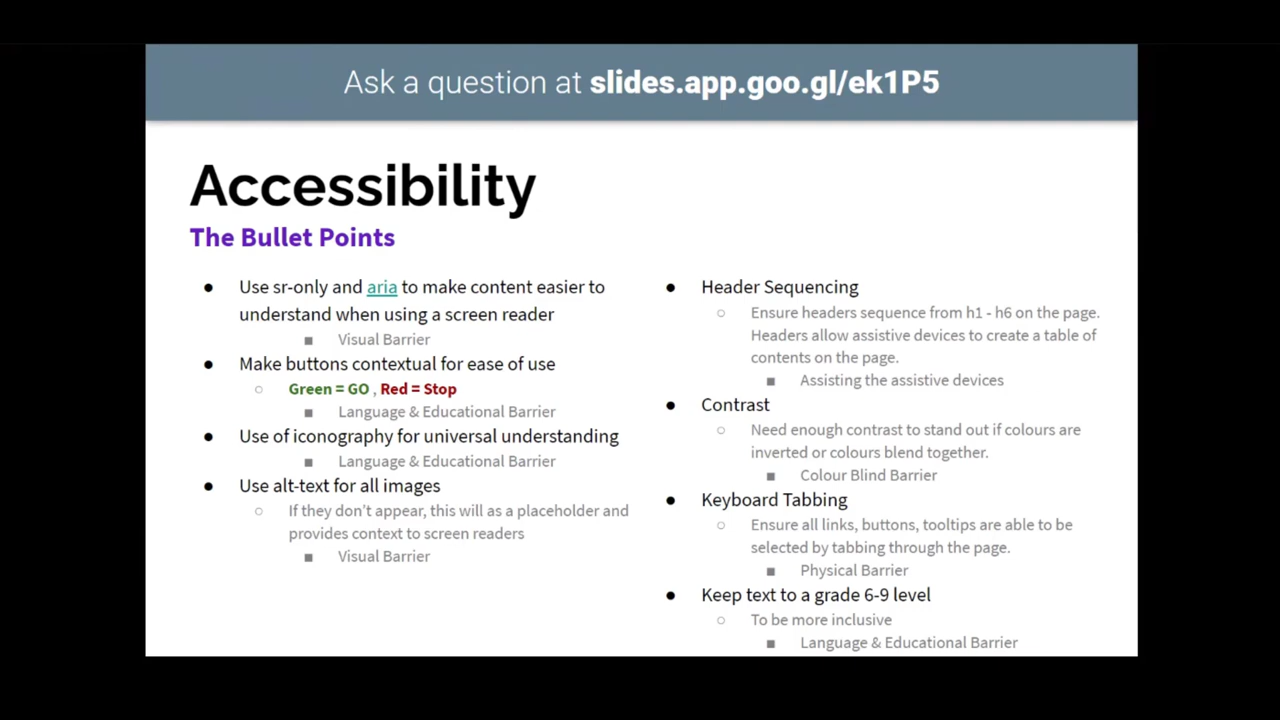 Ask a question at slides.app.goo.gl/ek1P5
Accessibility
The Bullet Points
● Use sr-only and aria to make content easier to
understand when using a screen reader
■ Visual Barrier
● Make buttons contextual for ease of use
○ Green = GO , Red = Stop
■ Language & Educational Barrier
● Use of iconography for universal understanding
■ Language & Educational Barrier
● Use alt-text for all images
○ If they don't appear, this will as a placeholder and
provides context to screen readers
■ Visual Barrier
● Header Sequencing
○ Ensure headers sequence from h1 - h6 on the page.
Headers allow assistive devices to create a table of
contents on the page.
■ Assisting the assistive devices
● Contrast
○ Need enough contrast to stand out if colours are
inverted or colours blend together.
■ Colour Blind Barrier
● Keyboard Tabbing
○ Ensure all links, buttons, tooltips are able to be
selected by tabbing through the page.
■ Physical Barrier
● Keep text to a grade 6-9 level
○ To be more inclusive
■ Language & Educational Barrier